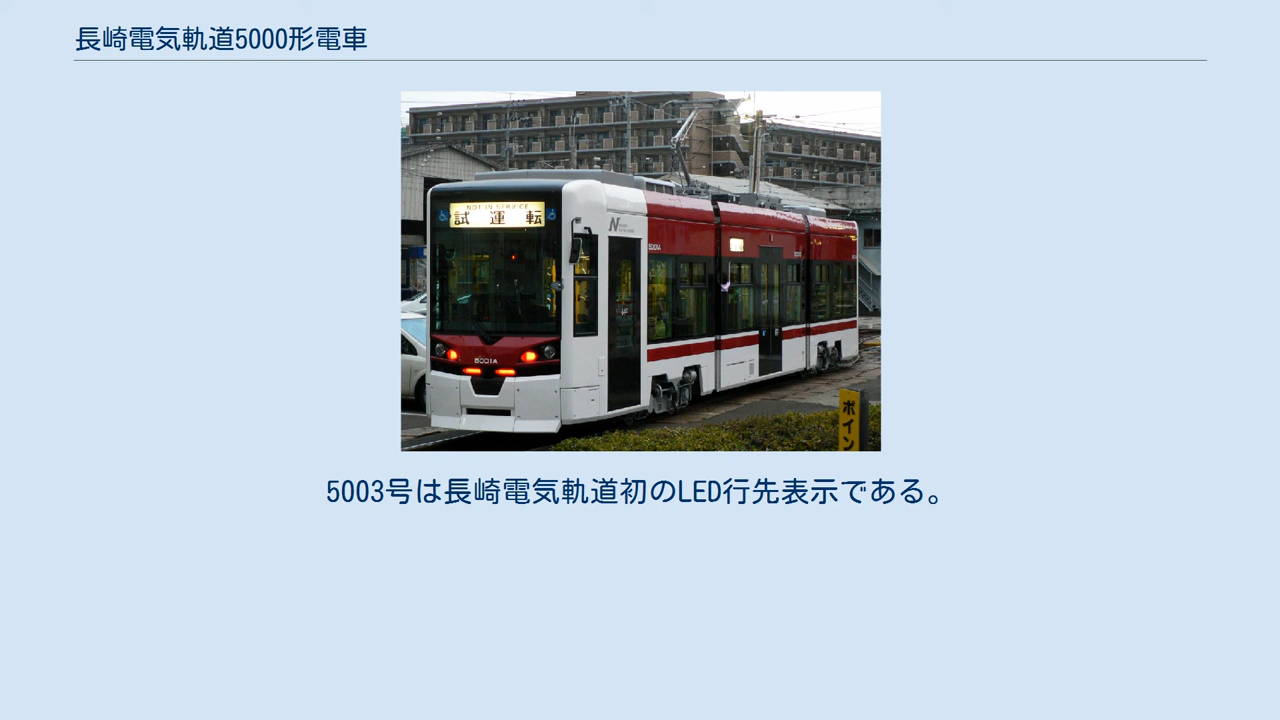 長崎電気軌道5000形電車
NOT IN SERVICE
試 運 転
5001A
5001A
ポイン
5003号は長崎電気軌道初のLED行先表示である。